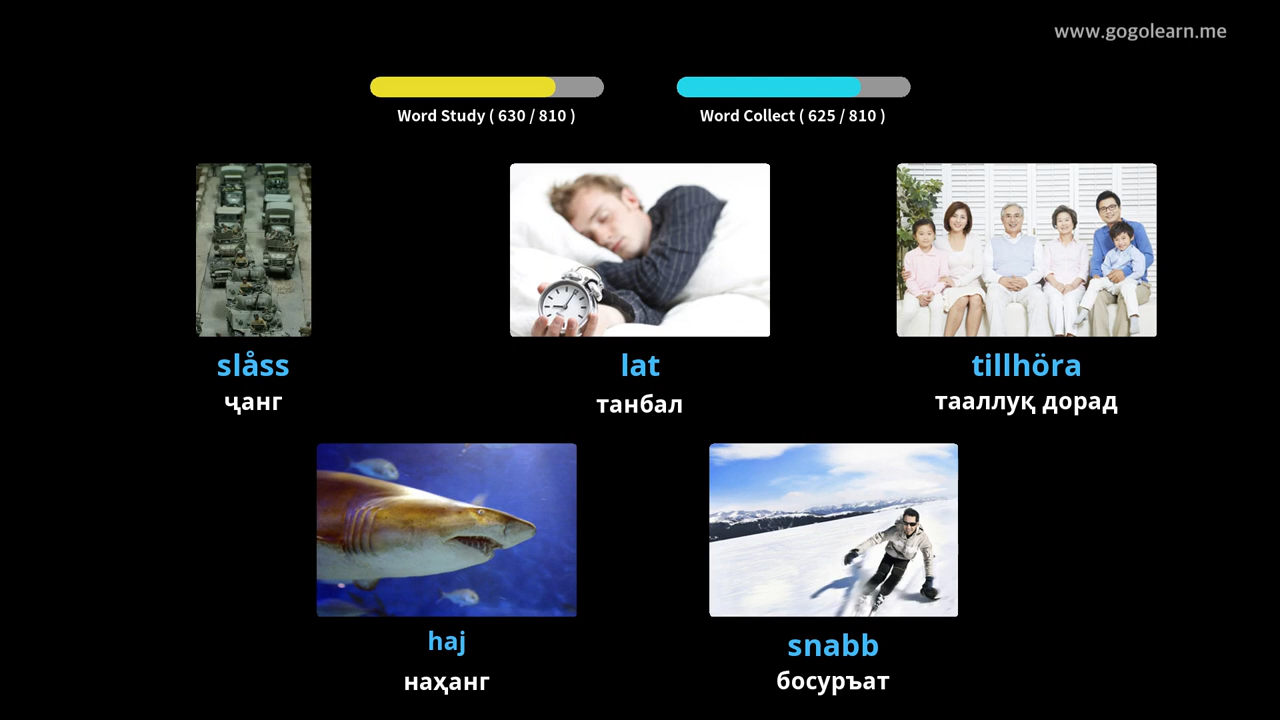 www.gogolearn.me
Word Study ( 630 / 810 )
Word Collect ( 625 / 810 )
slåss
ҷанг
lat
танбал
tillhöra
тааллуқ дорад
haj
наҳанг
snabb
босуръат